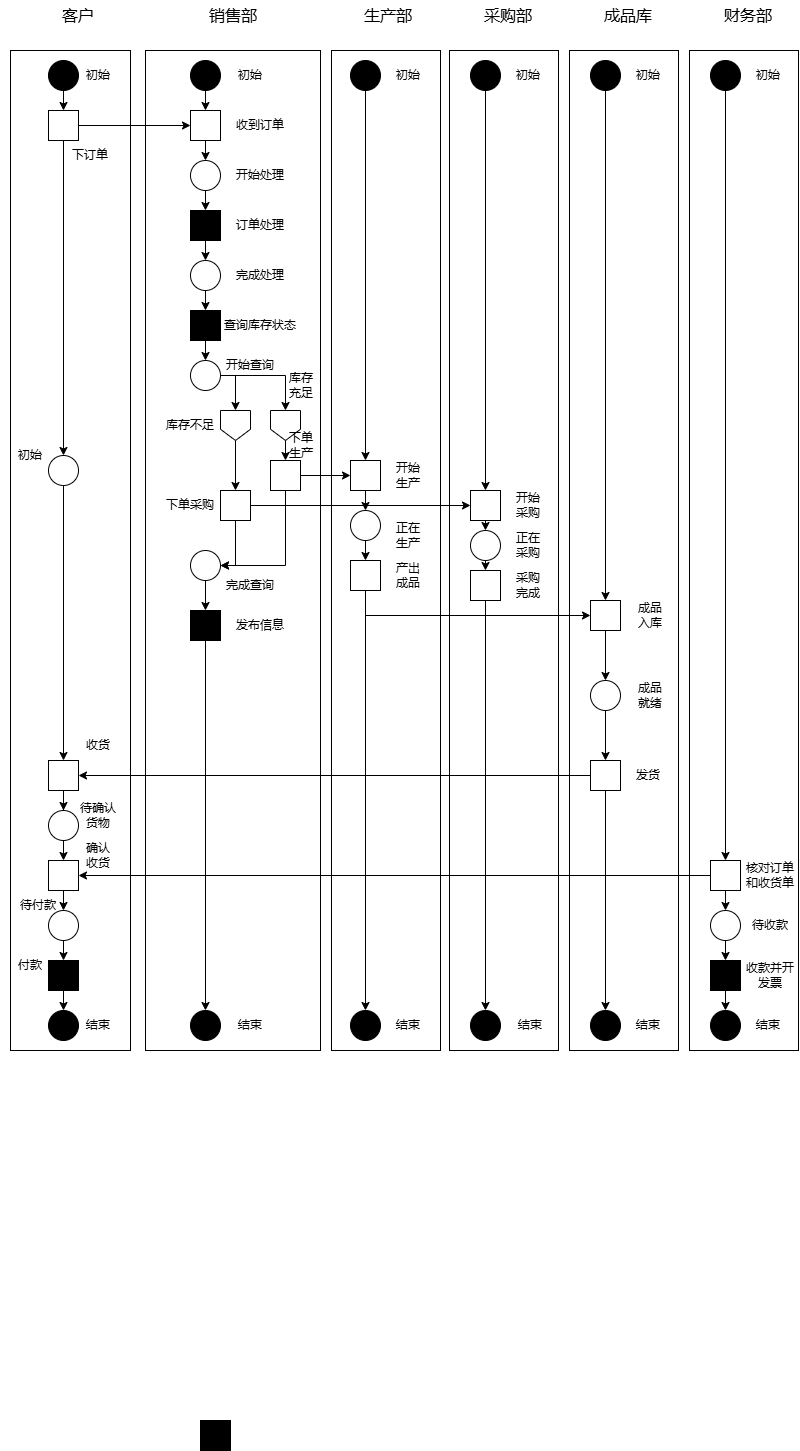 客户
销售部
生产部
采购部
成品库
财务部
初始
初始
初始
初始
初始
初始
收到订单
下订单
开始处理
订单处理
完成处理
查询库存状态
开始查询
库存
充足
库存不足
下单
生产
初始
开始
生产
下单采购
开始
采购
正在
生产
正在
采购
产出
成品
采购
完成
完成查询
成品
入库
发布信息
成品
就绪
收货
发货
待确认
货物
确认
收货
核对订单
和收货单
待付款
待收款
付款
收款并开
发票
结束
结束
结束
结束
结束
结束